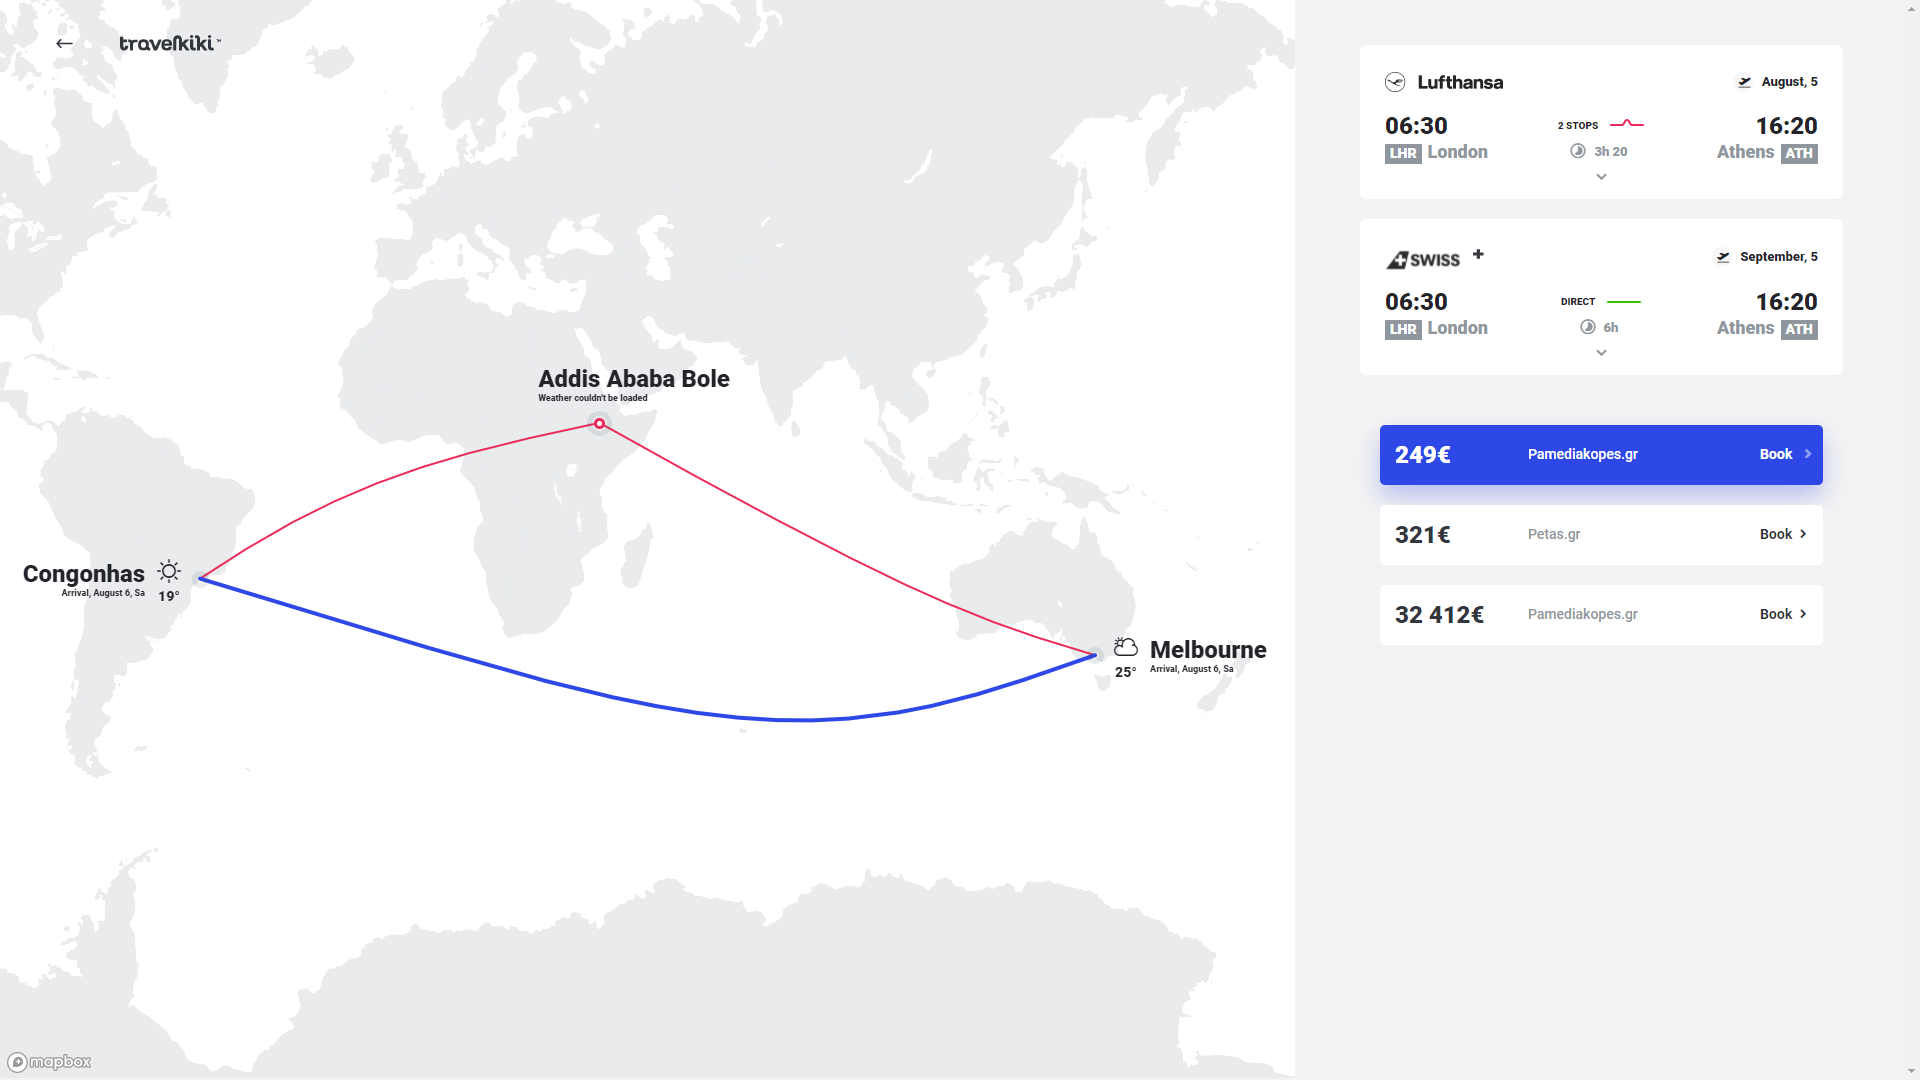 travelkiki™
Addis Ababa Bole
Weather couldn't be loaded
Congonhas
Arrival, August 6, Sa
19°
Melbourne
Arrival, August 6, Sa
25°
mapbox
Lufthansa
August, 5
06:30
2 STOPS
16:20
LHR London
3h 20
Athens ATH
SWISS
September, 5
06:30
DIRECT
16:20
LHR London
6h
Athens ATH
249€ Pamediakopes.gr Book
321€ Petas.gr Book
32 412€ Pamediakopes.gr Book